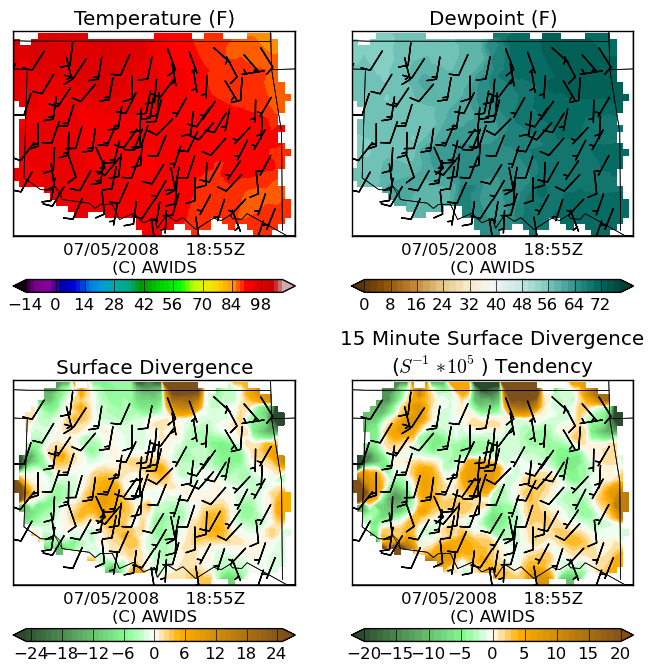 Temperature (F)
07/05/2008 18:55Z
(C) AWIDS
−14 0 14 28 42 56 70 84 98
Dewpoint (F)
07/05/2008 18:55Z
(C) AWIDS
0 8 16 24 32 40 48 56 64 72
Surface Divergence
07/05/2008 18:55Z
(C) AWIDS
−24 −18 −12 −6 0 6 12 18 24
15 Minute Surface Divergence
(S⁻¹ *10⁵ ) Tendency
07/05/2008 18:55Z
(C) AWIDS
−20 −15 −10 −5 0 5 10 15 20